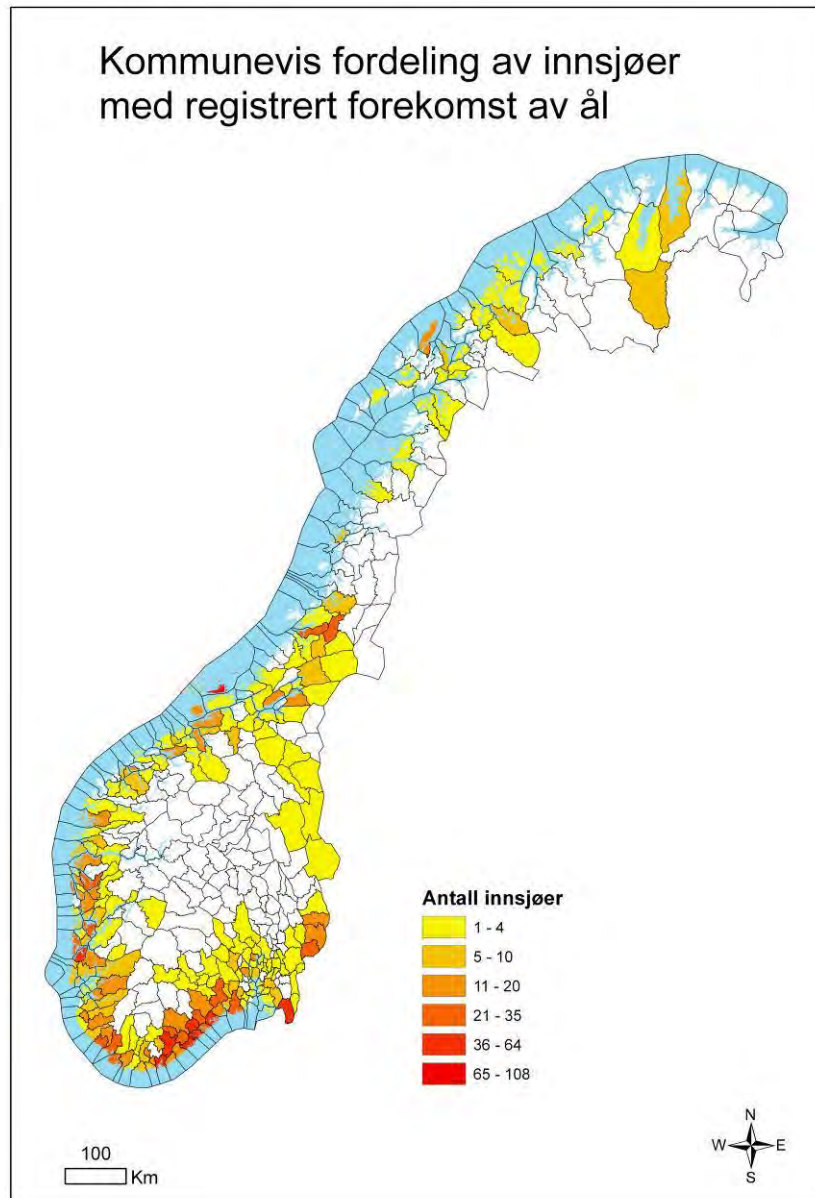 Kommunevis fordeling av innsjøer
med registrert forekomst av ål
Antall innsjøer
1 - 4
5 - 10
11 - 20
21 - 35
36 - 64
65 - 108
100
Km
N
W E
S